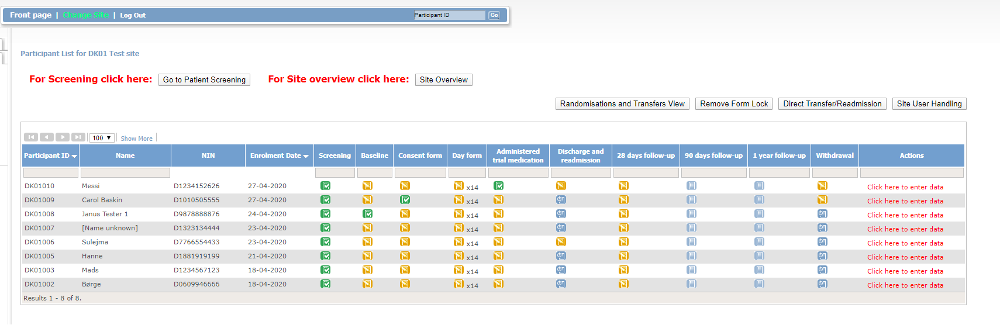 Front page | Change Site | Log Out Participant ID Go
Participant List for DK01 Test site
For Screening click here: Go to Patient Screening For Site overview click here: Site Overview
Randomisations and Transfers View Remove Form Lock Direct Transfer/Readmission Site User Handling
100 Show More
Participant ID Name NIN Enrolment Date Screening Baseline Consent form Day form Administered trial medication Discharge and readmission 28 days follow-up 90 days follow-up 1 year follow-up Withdrawal Actions
DK01010 Messi D1234152626 27-04-2020 x14 Click here to enter data
DK01009 Carol Baskin D1010505555 27-04-2020 x14 Click here to enter data
DK01008 Janus Tester 1 D9878888876 24-04-2020 x14 Click here to enter data
DK01007 [Name unknown] D1323134444 23-04-2020 x14 Click here to enter data
DK01006 Sulejma D7766554433 23-04-2020 x14 Click here to enter data
DK01005 Hanne D1881919199 21-04-2020 x14 Click here to enter data
DK01003 Mads D1234567123 18-04-2020 x14 Click here to enter data
DK01002 Børge D0609946666 18-04-2020 x14 Click here to enter data
Results 1 - 8 of 8.